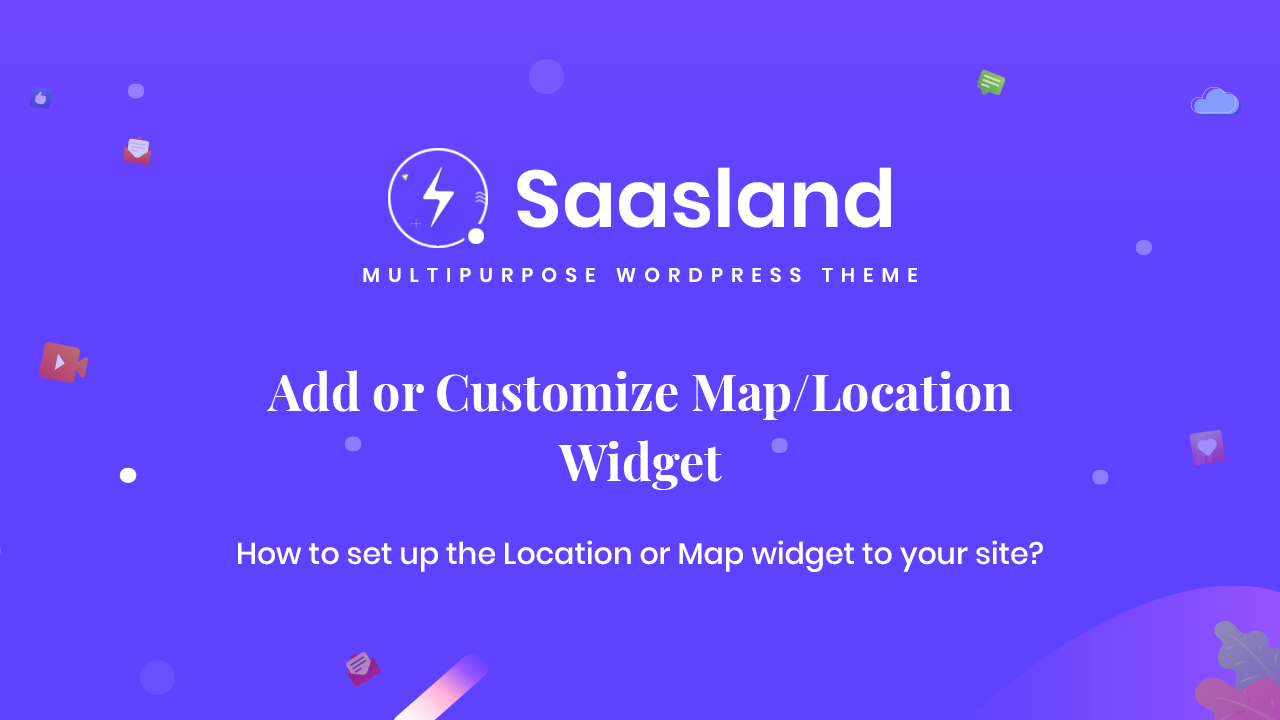 Saasland
MULTIPURPOSE WORDPRESS THEME
Add or Customize Map/Location
Widget
How to set up the Location or Map widget to your site?